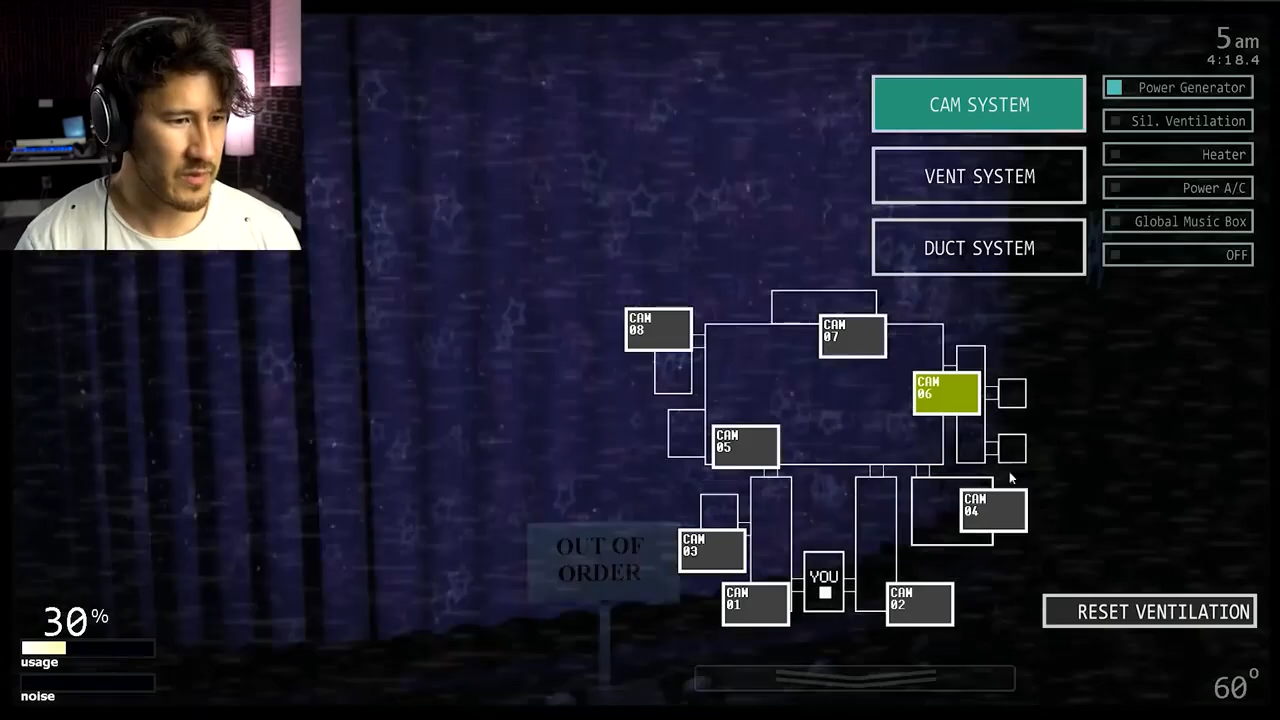 5 am
4:18.4
CAM SYSTEM
VENT SYSTEM
DUCT SYSTEM
Power Generator
Sil. Ventilation
Heater
Power A/C
Global Music Box
OFF
CAM
08
CAM
07
CAM
06
CAM
05
CAM
04
CAM
03
CAM
01
YOU
CAM
02
OUT OF
ORDER
RESET VENTILATION
30%
usage
noise
60°